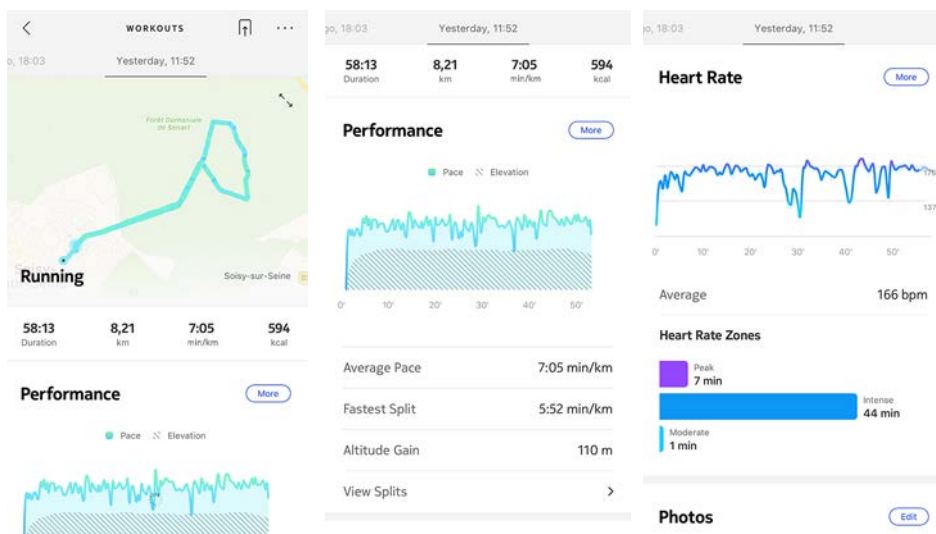 WORKOUTS
18:03
Yesterday, 11:52
Forêt Domaniale
de Sénart
Running
Soisy-sur-Seine
58:13
8,21
7:05
594
Duration
km
min/km
kcal
Performance
More
Pace
Elevation
18:03
Yesterday, 11:52
58:13
8,21
7:05
594
Duration
km
min/km
kcal
Performance
More
Pace
Elevation
0'
10'
20'
30'
40'
50'
Average Pace
7:05 min/km
Fastest Split
5:52 min/km
Altitude Gain
110 m
View Splits
18:03
Yesterday, 11:52
Heart Rate
More
176
137
0'
10'
20'
30'
40'
50'
Average
166 bpm
Heart Rate Zones
Peak
7 min
Intense
44 min
Moderate
1 min
Photos
Edit